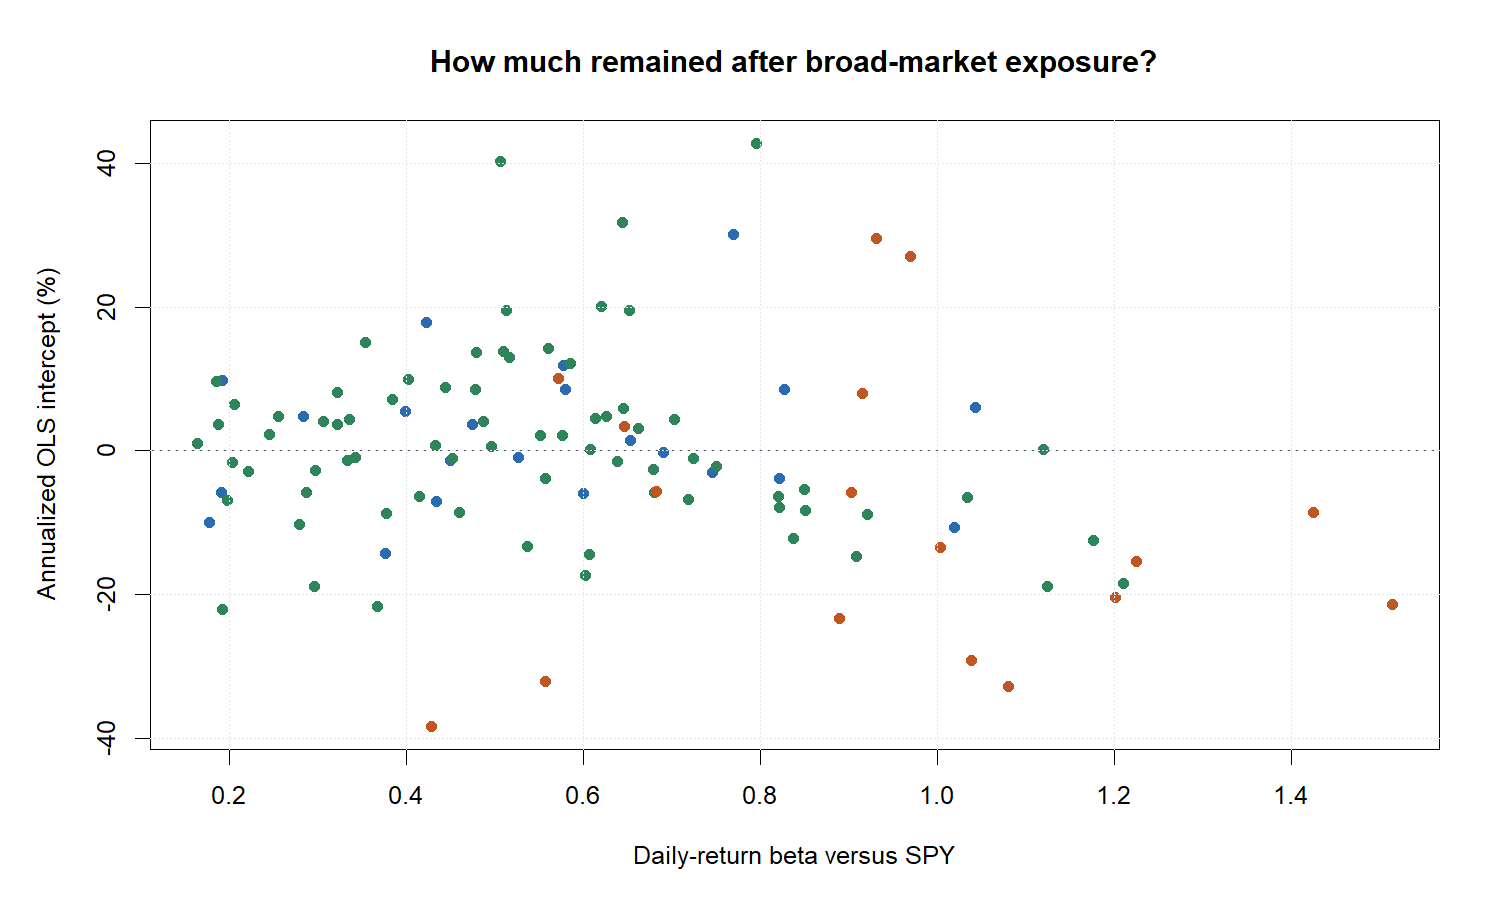 How much remained after broad-market exposure?
Annualized OLS intercept (%)
40
20
0
-20
-40
0.2 0.4 0.6 0.8 1.0 1.2 1.4
Daily-return beta versus SPY